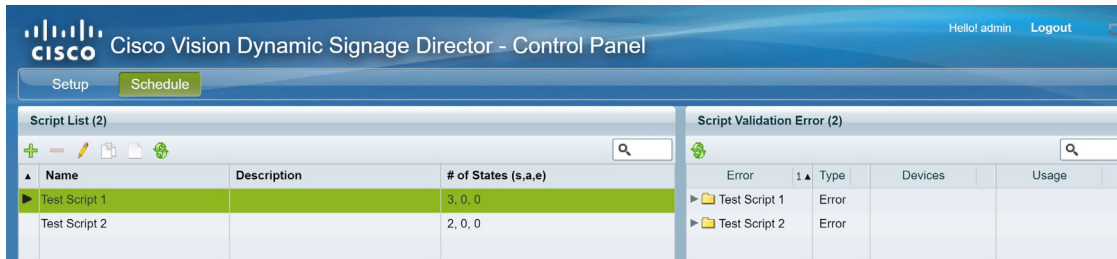 Hello! admin Logout
CISCO Cisco Vision Dynamic Signage Director - Control Panel
Setup Schedule
Script List (2)
Name Description # of States (s,a,e)
Test Script 1 3, 0, 0
Test Script 2 2, 0, 0
Script Validation Error (2)
Error 1 Type Devices Usage
Test Script 1 Error
Test Script 2 Error